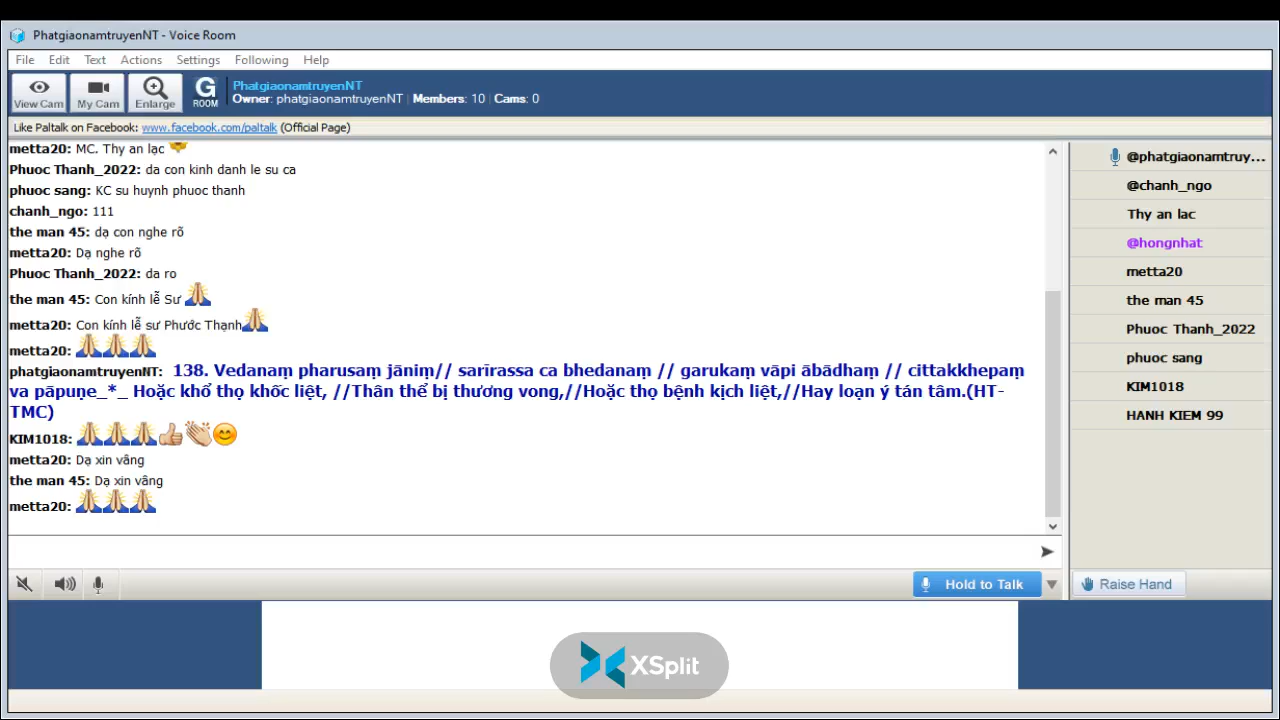 PhatgiaonamtruyenNT - Voice Room
File Edit Text Actions Settings Following Help
View Cam My Cam Enlarge G ROOM
PhatgiaonamtruyenNT
Owner: phatgiaonamtruyenNT | Members: 10 | Cams: 0
Like Paltalk on Facebook: www.facebook.com/paltalk (Official Page)
metta20: MC. Thy an lạc
Phuoc Thanh_2022: da con kinh danh le su ca
phuoc sang: KC su huynh phuoc thanh
chanh_ngo: 111
the man 45: dạ con nghe rõ
metta20: Dạ nghe rõ
Phuoc Thanh_2022: da ro
the man 45: Con kính lễ Sư
metta20: Con kính lễ sư Phước Thạnh
metta20:
phatgiaonamtruyenNT: 138. Vedanaṃ pharusaṃ jāniṃ// sarīrassa ca bhedanaṃ // garukaṃ vāpi ābādhaṃ // cittakkhepaṃ
va pāpuṇe_*_ Hoặc khổ thọ khốc liệt, //Thân thể bị thương vong,//Hoặc thọ bệnh kịch liệt,//Hay loạn ý tán tâm.(HT-
TMC)
KIM1018:
metta20: Dạ xin vâng
the man 45: Dạ xin vâng
metta20:
@phatgiaonamtruy...
@chanh_ngo
Thy an lac
@hongnhat
metta20
the man 45
Phuoc Thanh_2022
phuoc sang
KIM1018
HANH KIEM 99
Hold to Talk
Raise Hand
XSplit